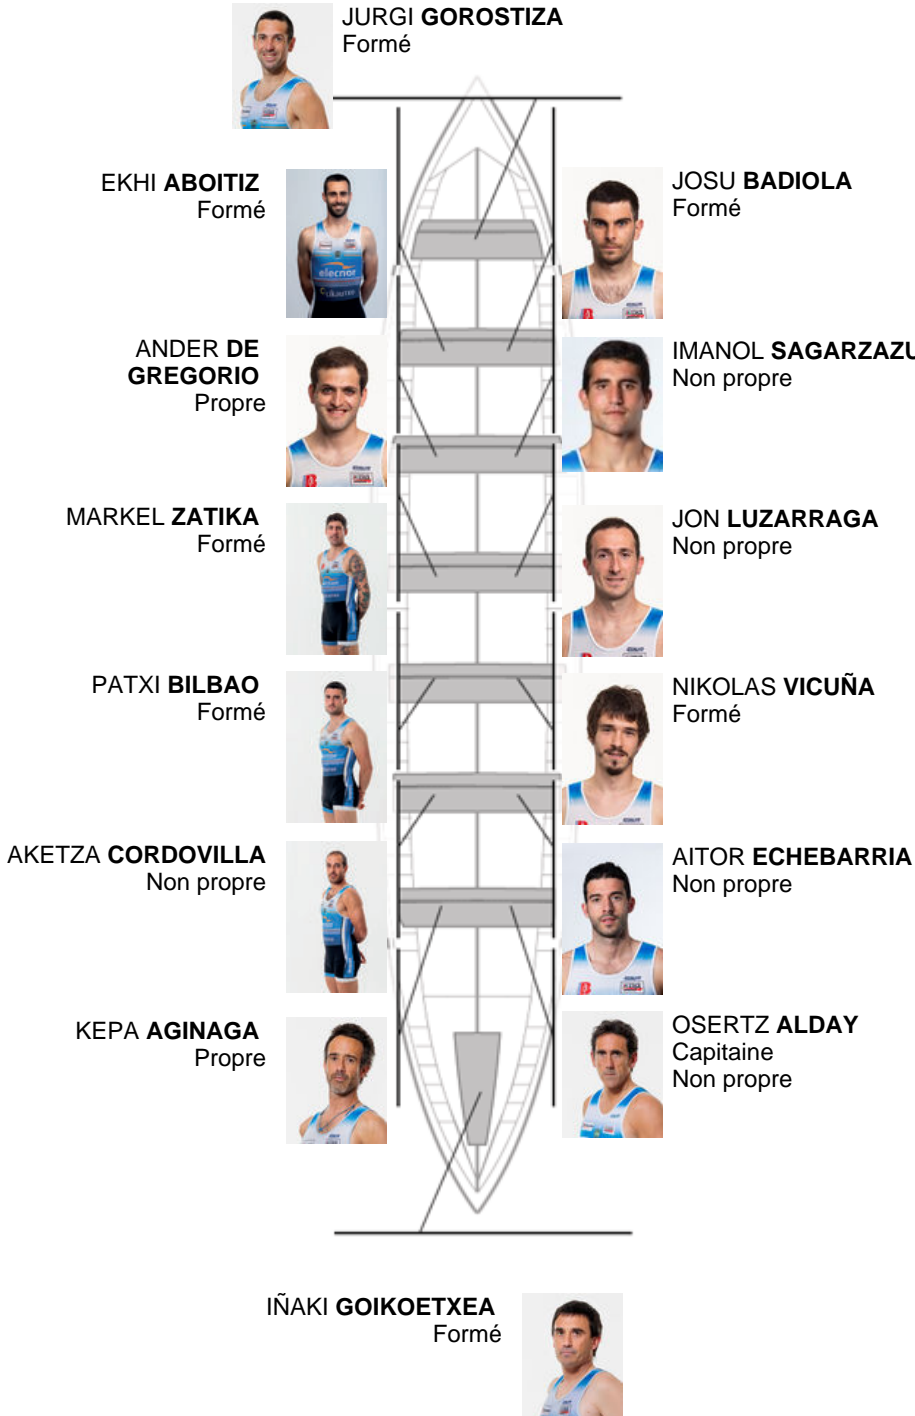 JURGI GOROSTIZA
Formé
EKHI ABOITIZ
Formé
JOSU BADIOLA
Formé
ANDER DE
GREGORIO
Propre
IMANOL SAGARZAZU
Non propre
MARKEL ZATIKA
Formé
JON LUZARRAGA
Non propre
PATXI BILBAO
Formé
NIKOLAS VICUÑA
Formé
AKETZA CORDOVILLA
Non propre
AITOR ECHEBARRIA
Non propre
KEPA AGINAGA
Propre
OSERTZ ALDAY
Capitaine
Non propre
IÑAKI GOIKOETXEA
Formé
elecnor